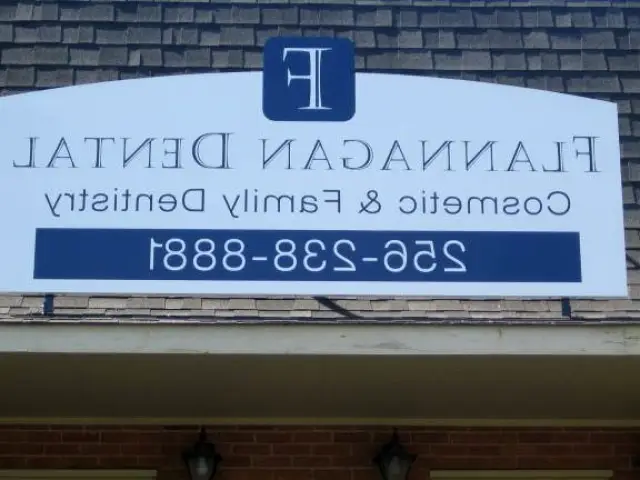 F
FLANNAGAN DENTAL
Cosmetic & Family Dentistry
256-238-8881